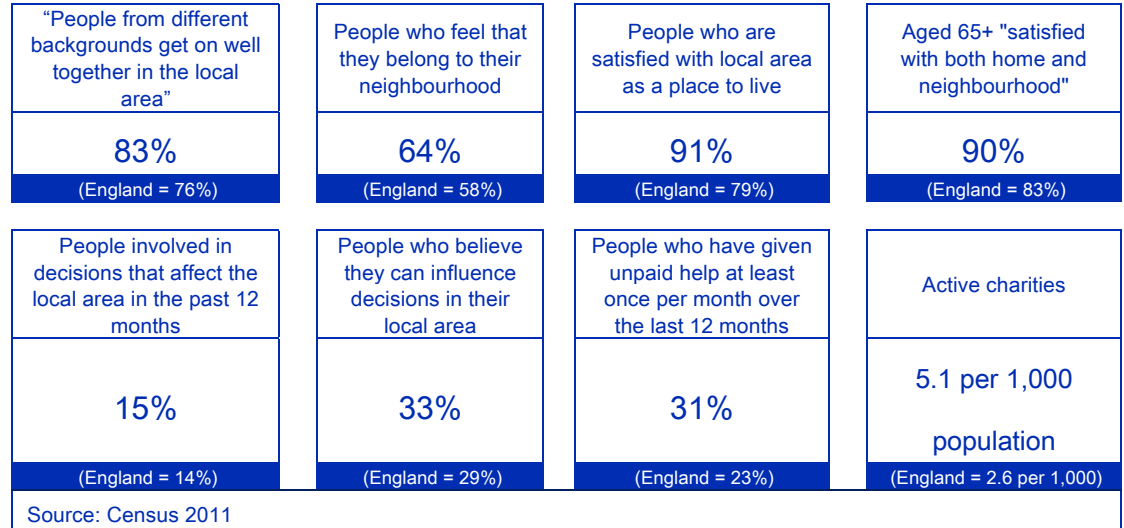 “People from different
backgrounds get on well
together in the local
area”
83%
(England = 76%)
People who feel that
they belong to their
neighbourhood
64%
(England = 58%)
People who are
satisfied with local area
as a place to live
91%
(England = 79%)
Aged 65+ "satisfied
with both home and
neighbourhood"
90%
(England = 83%)
People involved in
decisions that affect the
local area in the past 12
months
15%
(England = 14%)
People who believe
they can influence
decisions in their
local area
33%
(England = 29%)
People who have given
unpaid help at least
once per month over
the last 12 months
31%
(England = 23%)
Active charities
5.1 per 1,000
population
(England = 2.6 per 1,000)
Source: Census 2011